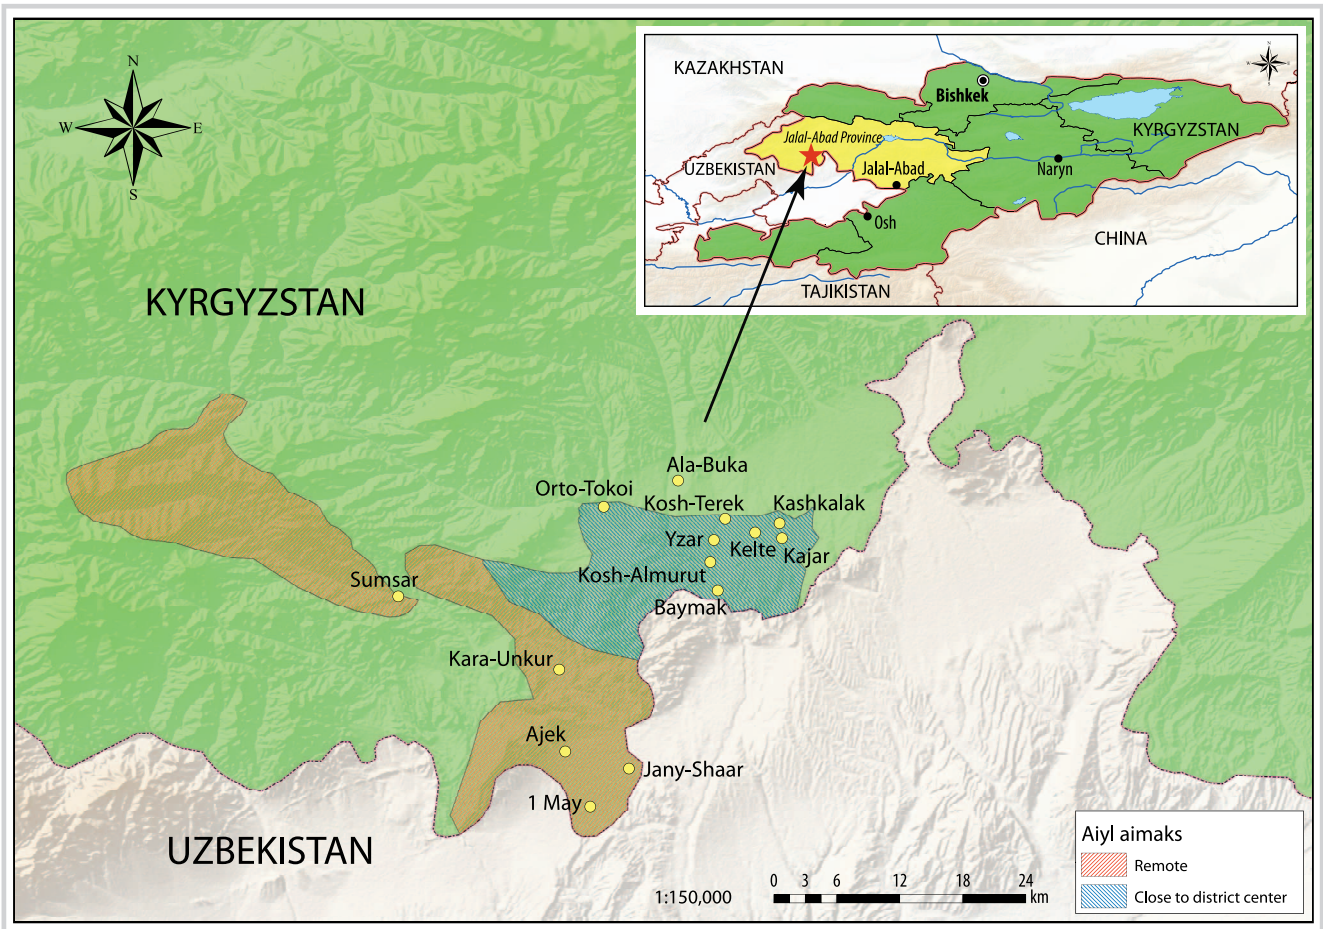 N
W
E
S
KAZAKHSTAN
N
Bishkek
KYRGYZSTAN
Jalal-Abad Province
UZBEKISTAN
Jalal-Abad
Naryn
Osh
CHINA
TAJIKISTAN
KYRGYZSTAN
Ala-Buka
Orto-Tokoi
Kosh-Terek
Kashkalak
Yzar
Kelte
Kajar
Kosh-Almurut
Sumsar
Baymak
Kara-Unkur
Ajek
Jany-Shaar
1 May
UZBEKISTAN
Aiyl aimaks
Remote
Close to district center
1:150,000
0 3 6 12 18 24
km